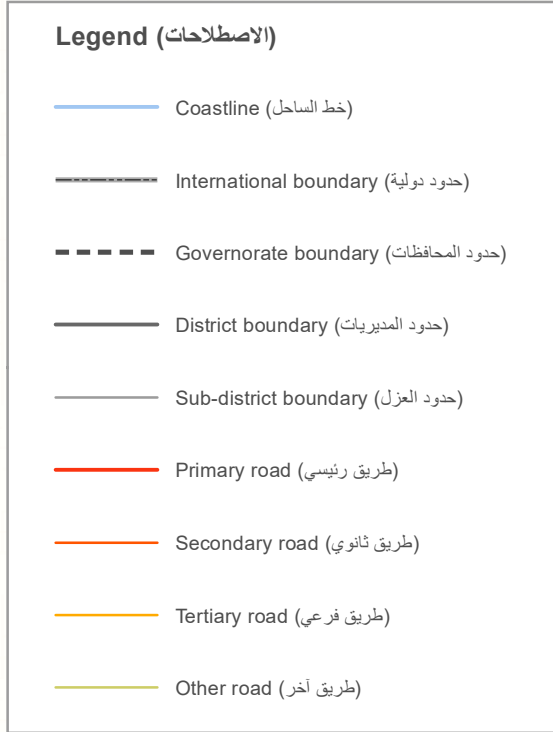 Legend (الاصطلاحات)
Coastline (خط الساحل)
International boundary (حدود دولية)
Governorate boundary (حدود المحافظات)
District boundary (حدود المديريات)
Sub-district boundary (حدود العزل)
Primary road (طريق رئيسي)
Secondary road (طريق ثانوي)
Tertiary road (طريق فرعي)
Other road (طريق آخر)